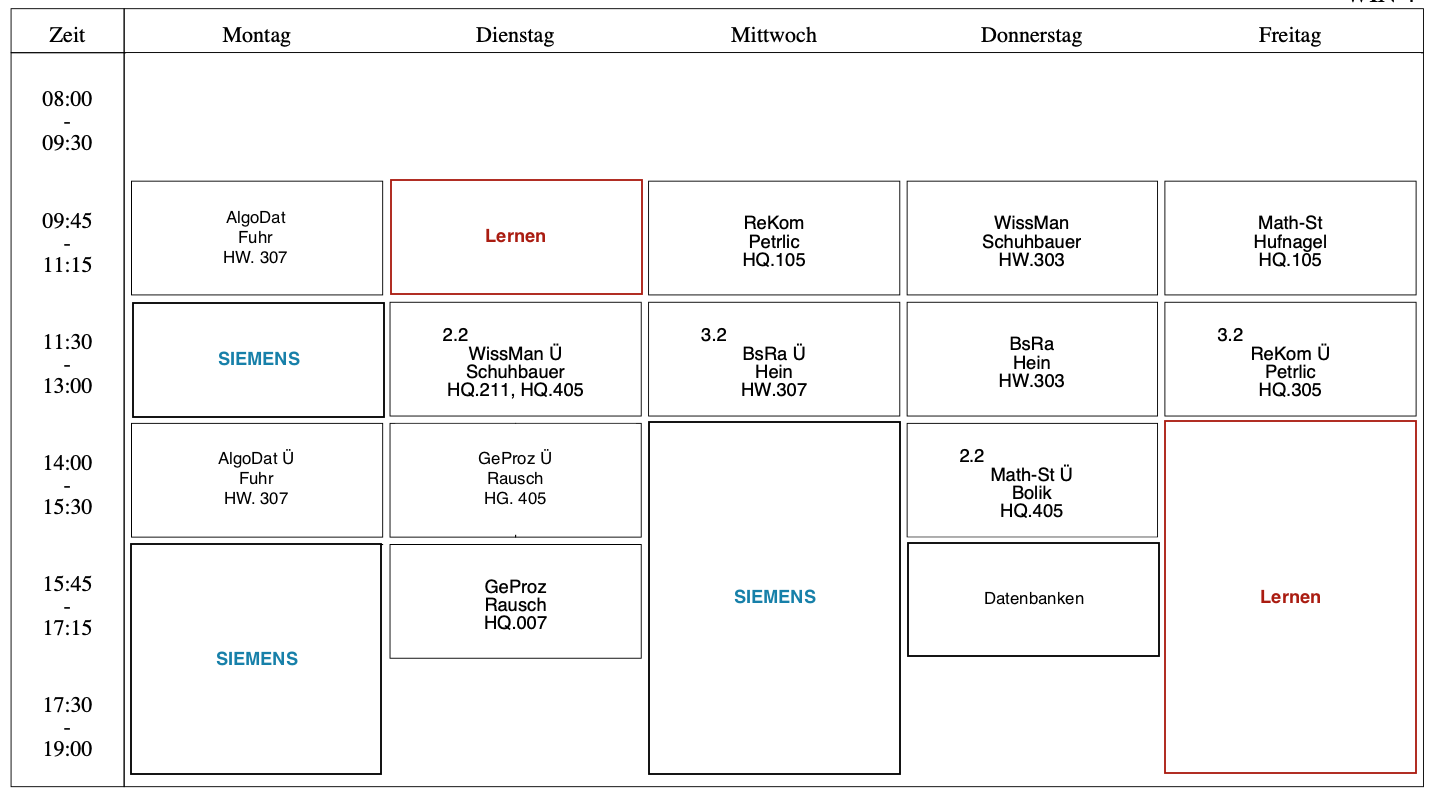 Zeit Montag Dienstag Mittwoch Donnerstag Freitag
08:00
-
09:30
09:45
-
11:15
AlgoDat
Fuhr
HW. 307
Lernen
ReKom
Petrlic
HQ.105
WissMan
Schuhbauer
HW.303
Math-St
Hufnagel
HQ.105
11:30
-
13:00
SIEMENS
2.2
WissMan Ü
Schuhbauer
HQ.211, HQ.405
3.2
BsRa Ü
Hein
HW.307
BsRa
Hein
HW.303
3.2
ReKom Ü
Petrlic
HQ.305
14:00
-
15:30
AlgoDat Ü
Fuhr
HW. 307
GeProz Ü
Rausch
HG. 405
SIEMENS
2.2
Math-St Ü
Bolik
HQ.405
Lernen
15:45
-
17:15
SIEMENS
GeProz
Rausch
HQ.007
Datenbanken
17:30
-
19:00